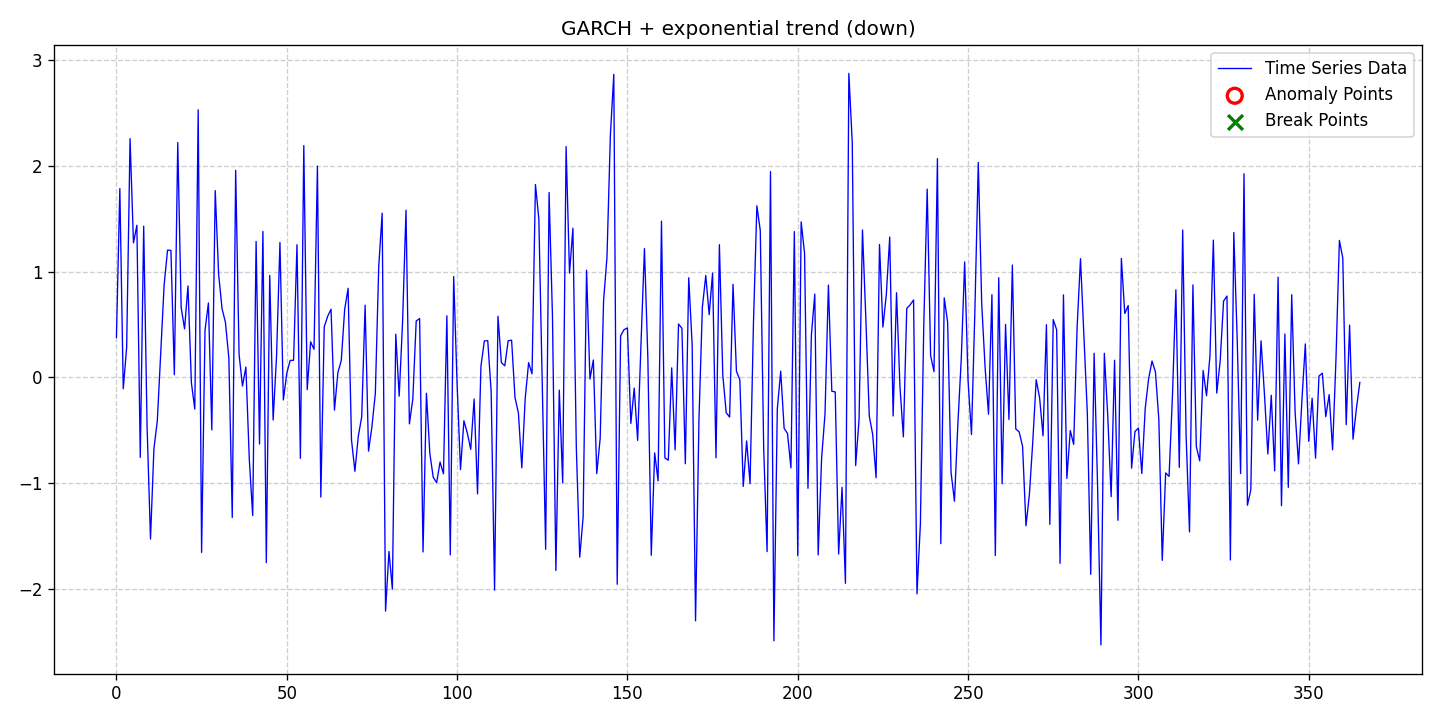 GARCH + exponential trend (down)
Time Series Data
Anomaly Points
Break Points
3
2
1
0
−1
−2
0 50 100 150 200 250 300 350